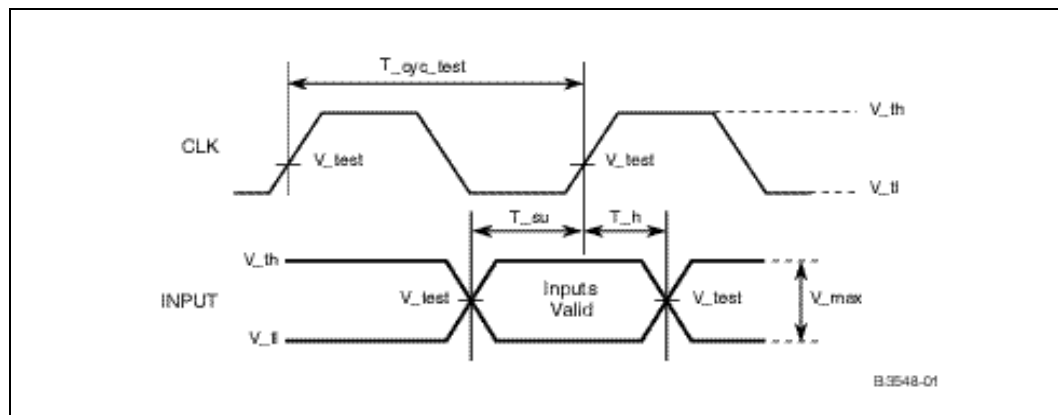 T_cyc_test
V_th
CLK
V_test
V_test
V_tl
T_su
T_h
V_th
INPUT
V_test
Inputs
Valid
V_test
V_max
V_tl
B3548-01